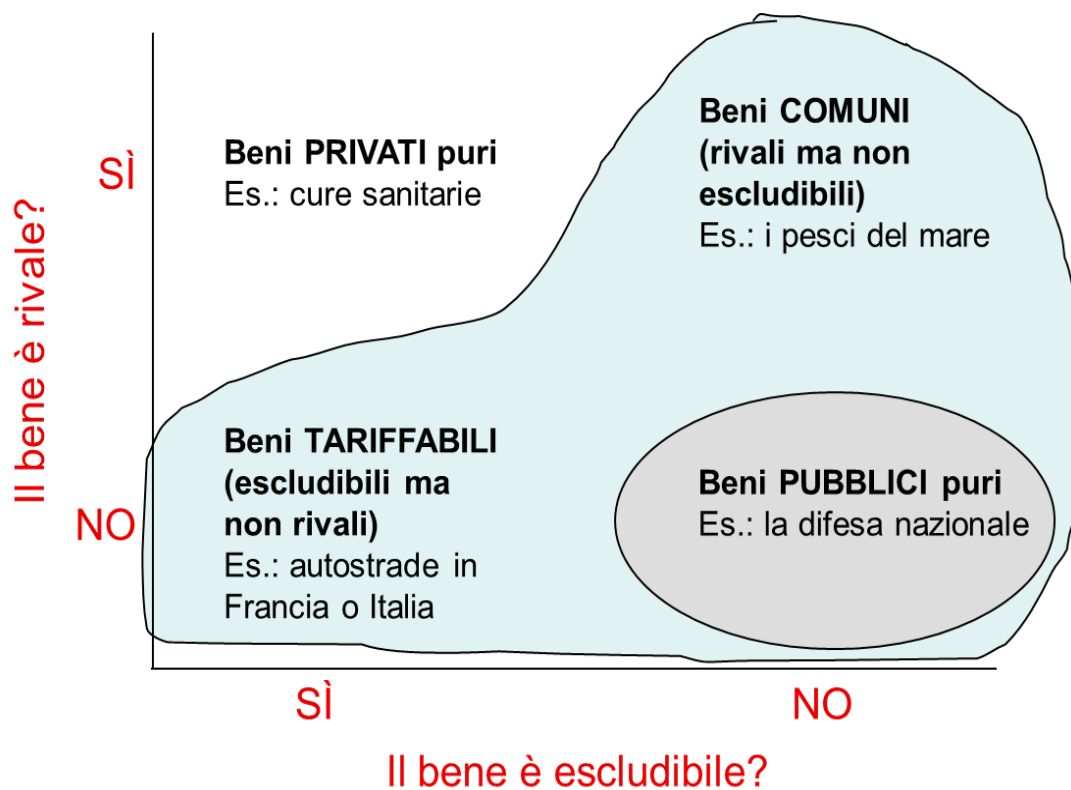 Il bene è rivale?
SÌ
NO
Beni PRIVATI puri
Es.: cure sanitarie
Beni COMUNI
(rivali ma non
escludibili)
Es.: i pesci del mare
Beni TARIFFABILI
(escludibili ma
non rivali)
Es.: autostrade in
Francia o Italia
Beni PUBBLICI puri
Es.: la difesa nazionale
SÌ
NO
Il bene è escludibile?